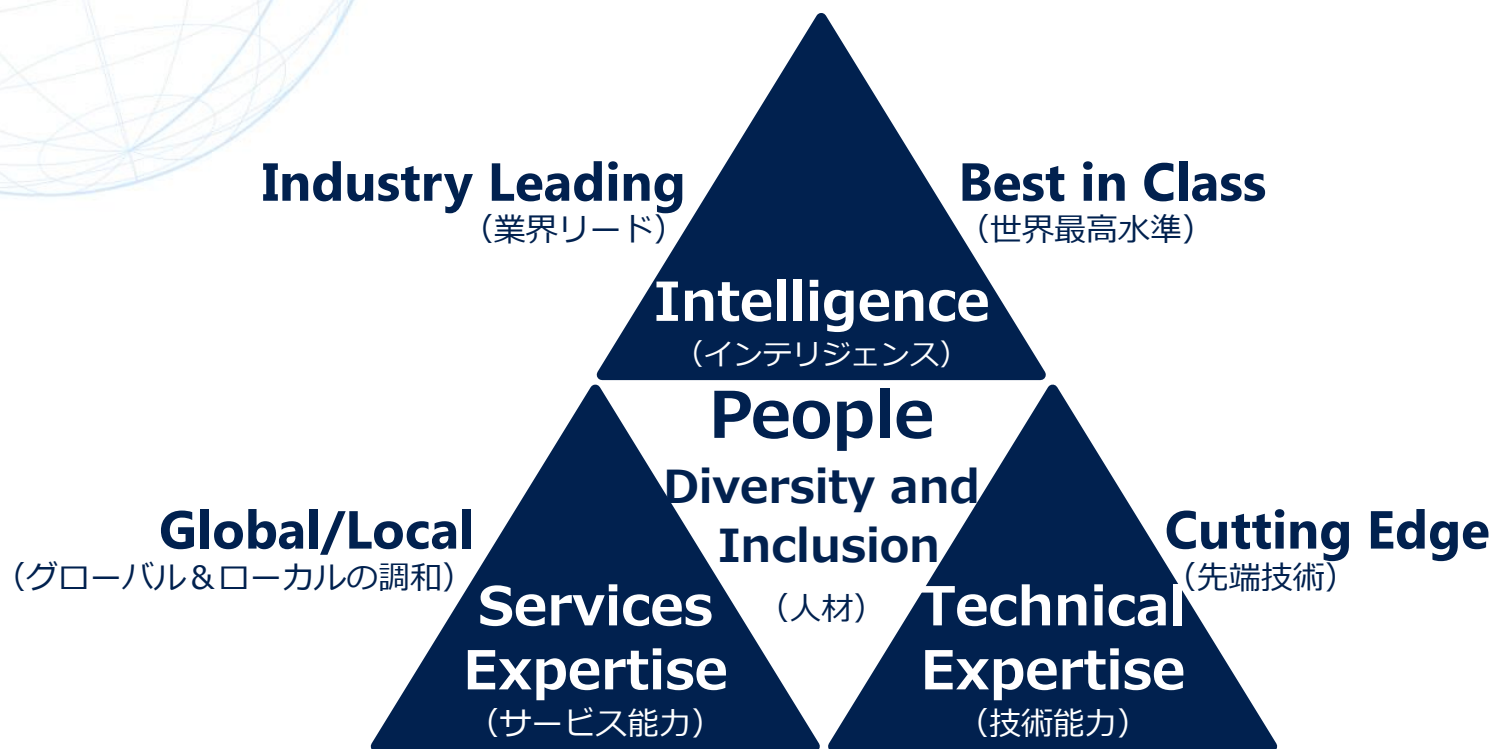 Industry Leading
（業界リード）
Best in Class
（世界最高水準）
Intelligence
（インテリジェンス）
People
Diversity and
Inclusion
（人材）
Global/Local
（グローバル＆ローカルの調和）
Cutting Edge
（先端技術）
Services
Expertise
（サービス能力）
Technical
Expertise
（技術能力）